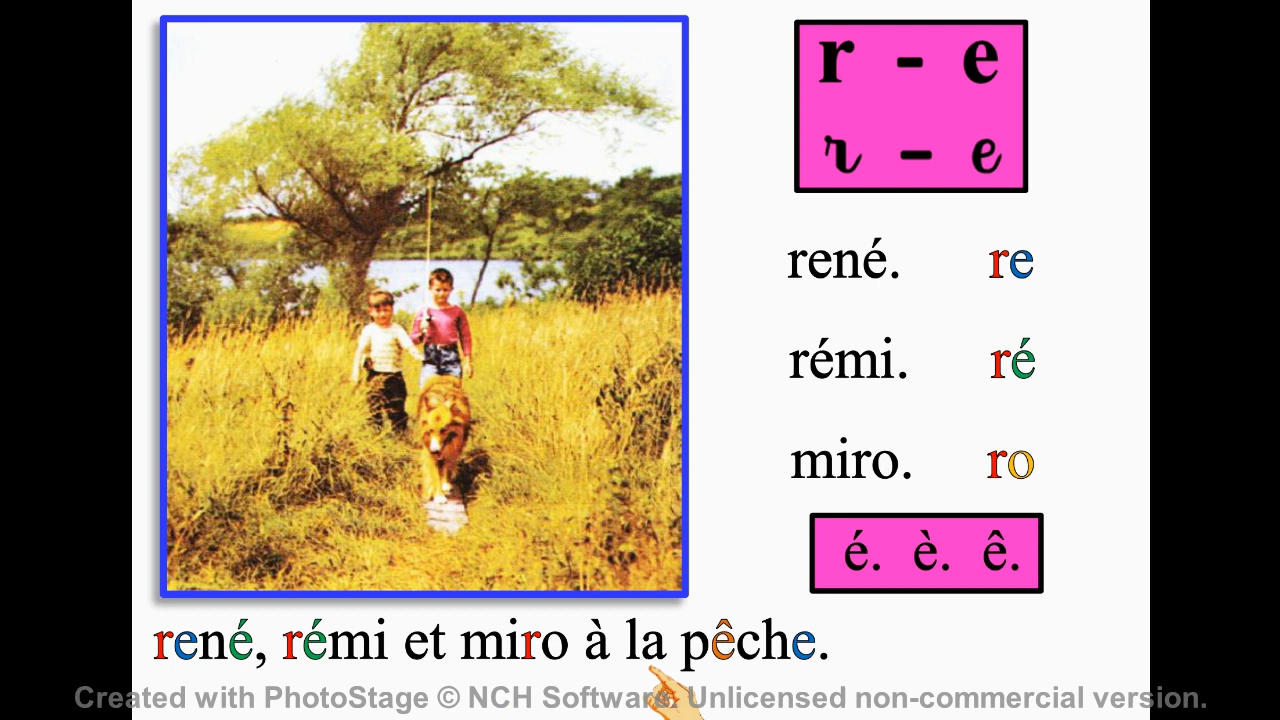 r - e
r - e
rené. re
rémi. ré
miro. ro
é. è. ê.
rené, rémi et miro à la pêche.
Created with PhotoStage © NCH Software. Unlicensed non-commercial version.